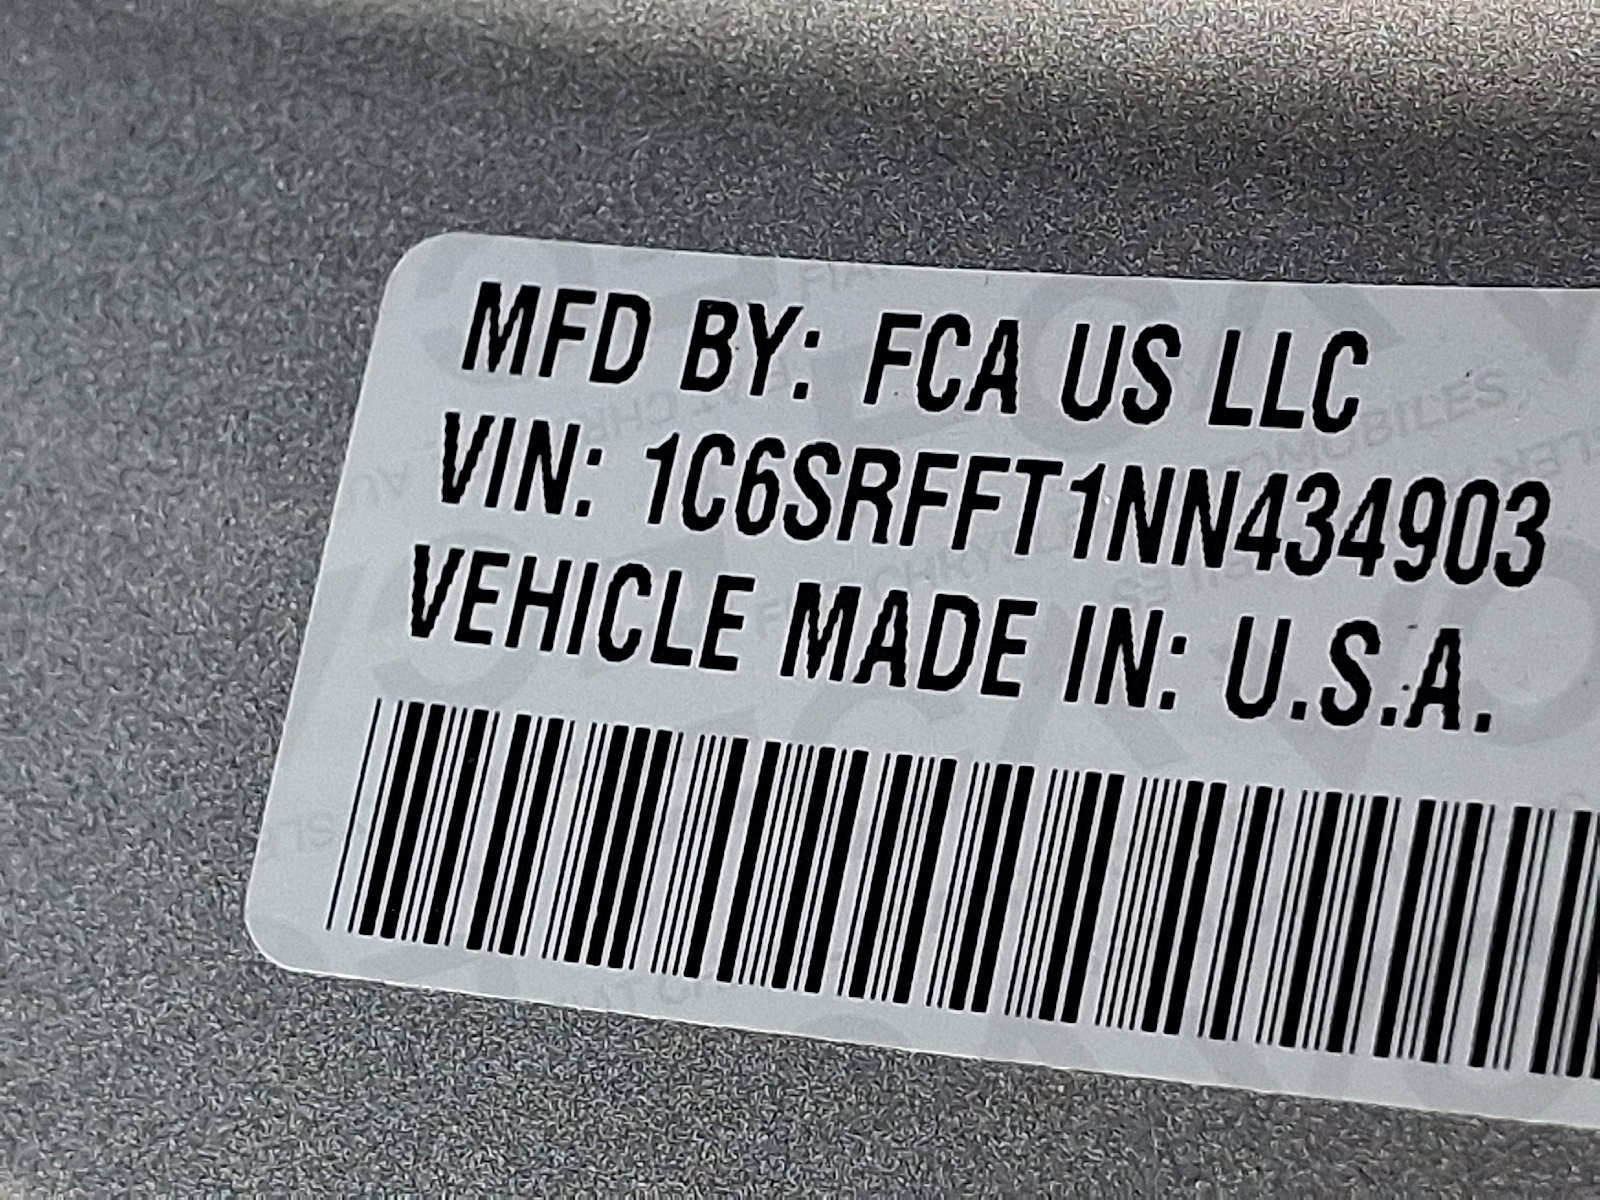 MFD BY: FCA US LLC
VIN: 1C6SRFFT1NN434903
VEHICLE MADE IN: U.S.A.